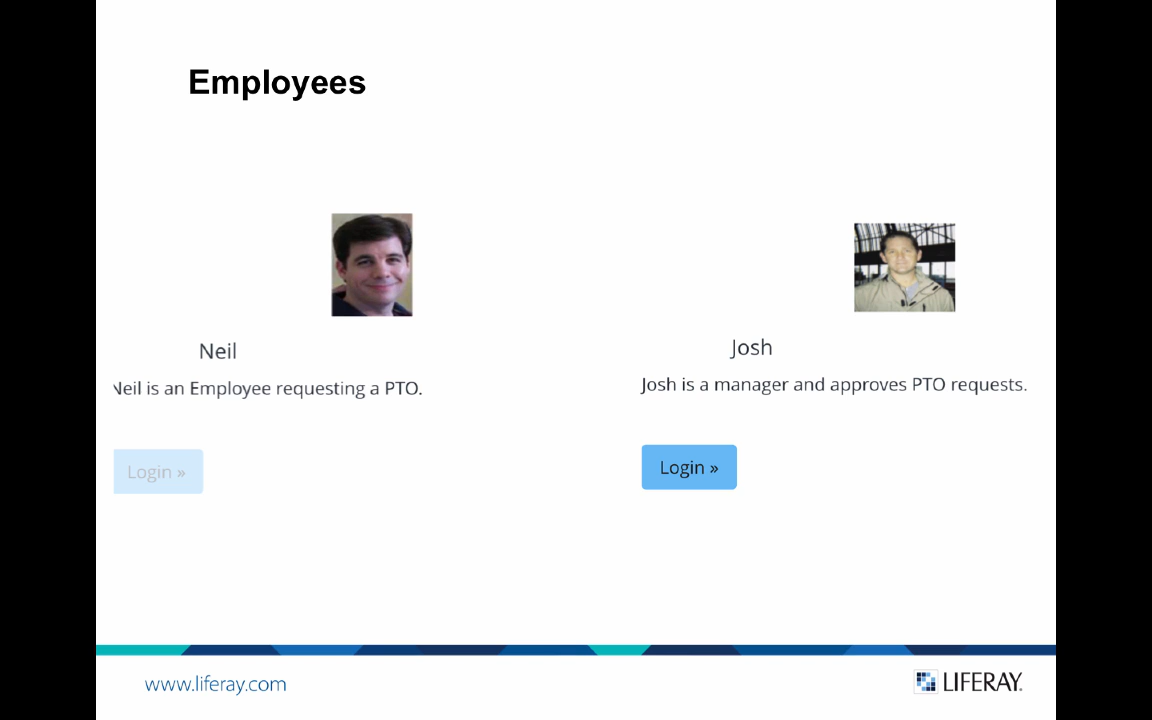 Employees
Neil
Neil is an Employee requesting a PTO.
Login »
Josh
Josh is a manager and approves PTO requests.
Login »
www.liferay.com
LIFERAY.